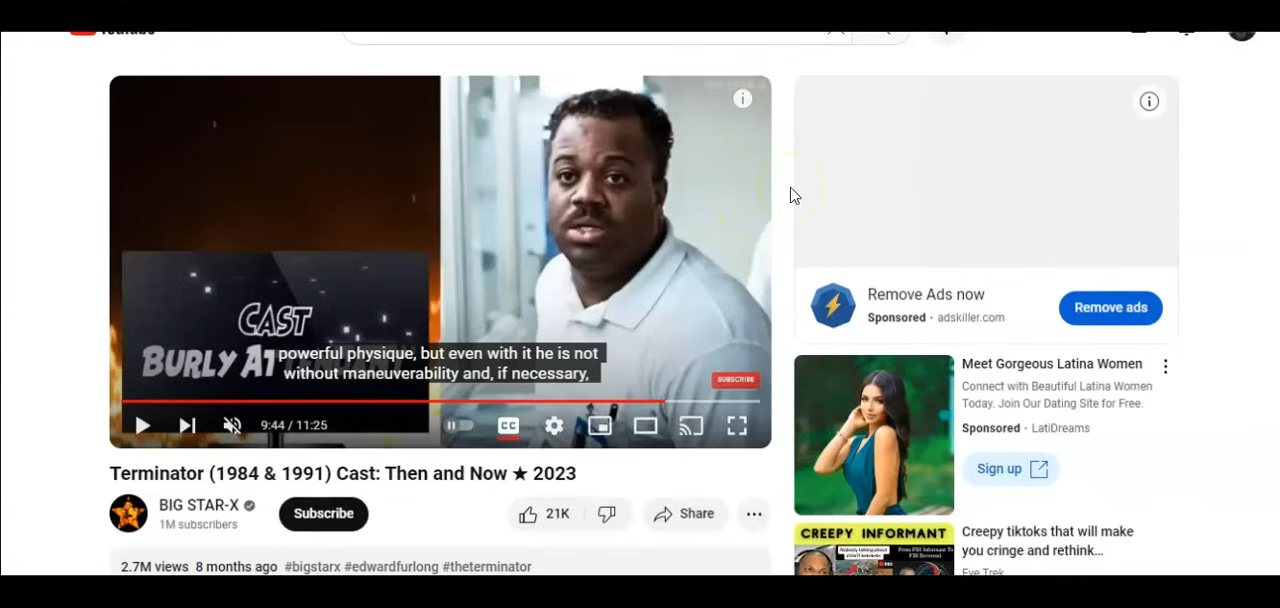 CAST
BURLY AT
powerful physique, but even with it he is not
without maneuverability and, if necessary,
SUBSCRIBE
9:44 / 11:25
CC
Terminator (1984 & 1991) Cast: Then and Now ★ 2023
BIG STAR-X
1M subscribers
Subscribe
21K
Share
2.7M views 8 months ago #bigstarx #edwardfurlong #theterminator
Remove Ads now
Sponsored · adskiller.com
Remove ads
Meet Gorgeous Latina Women
Connect with Beautiful Latina Women
Today. Join Our Dating Site for Free.
Sponsored · LatiDreams
Sign up
CREEPY INFORMANT
Creepy tiktoks that will make
you cringe and rethink...
Eye Trek